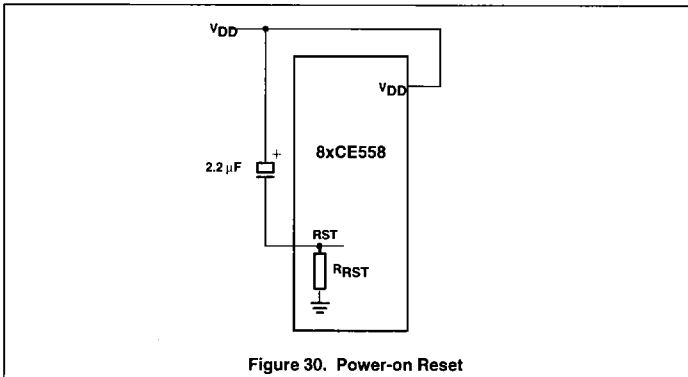 VDD
VDD
8xCE558
+
2.2 µF
RST
RRST
Figure 30. Power-on Reset